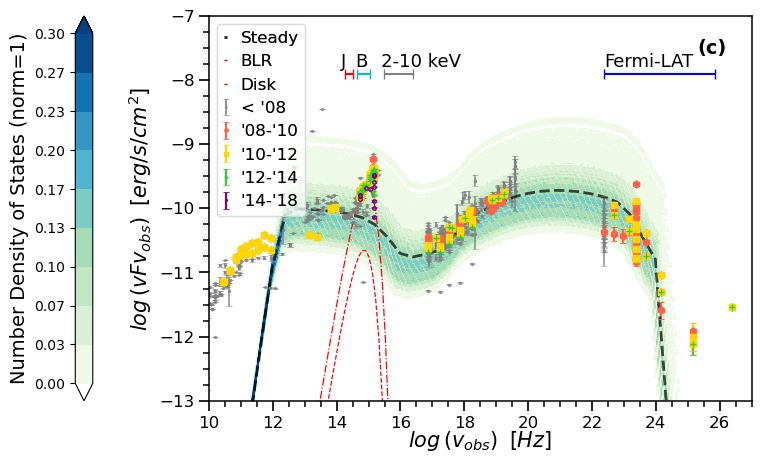 Number Density of States (norm=1)
0.30
0.27
0.23
0.20
0.17
0.13
0.10
0.07
0.03
0.00
log (νFν_obs) [erg/s/cm²]
−7
−8
−9
−10
−11
−12
−13
Steady
BLR
Disk
< '08
'08-'10
'10-'12
'12-'14
'14-'18
J B 2-10 keV Fermi-LAT
(c)
10 12 14 16 18 20 22 24 26
log (ν_obs) [Hz]